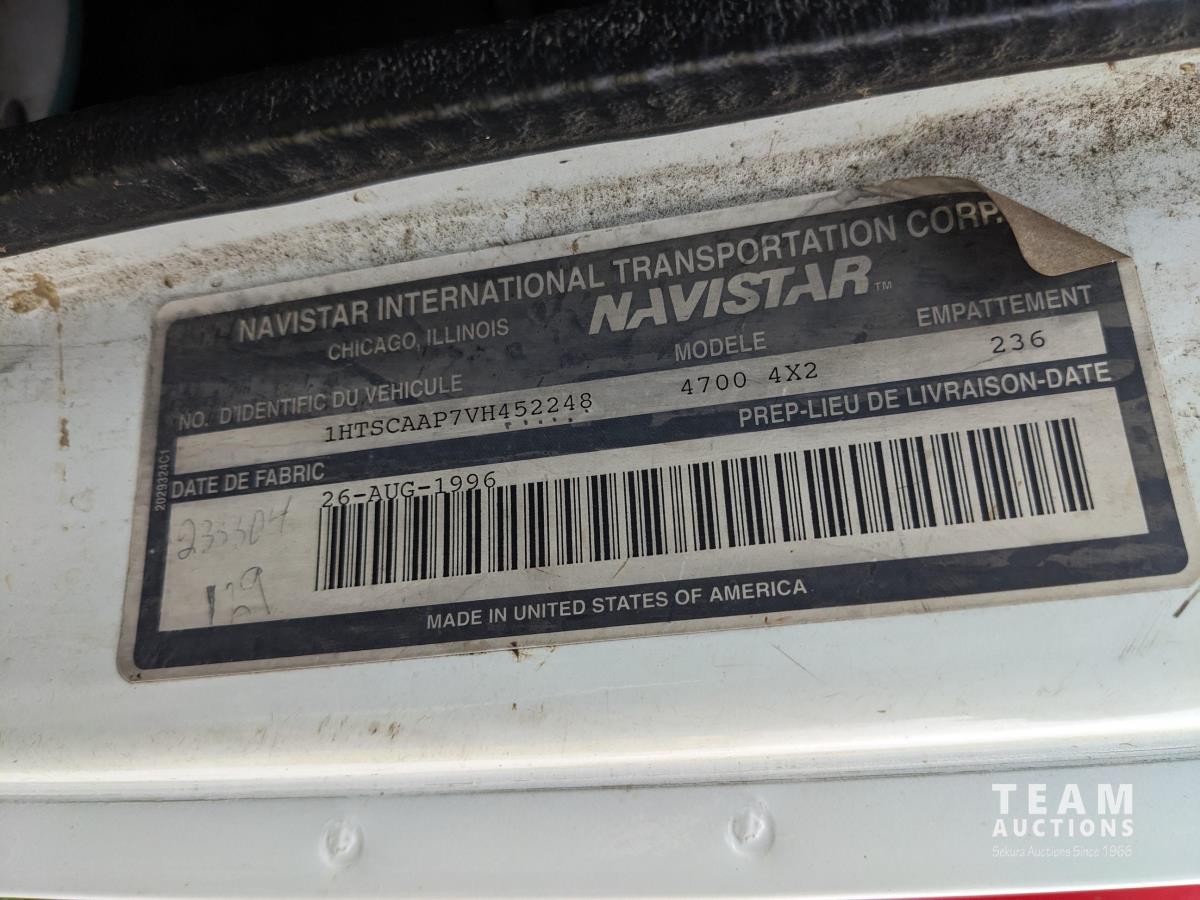 NAVISTAR INTERNATIONAL TRANSPORTATION CORP.
CHICAGO, ILLINOIS
NAVISTAR™
NO. D'IDENTIFIC DU VEHICULE MODELE EMPATTEMENT
1HTSCAAP7VH452248 4700 4X2 236
DATE DE FABRIC PREP-LIEU DE LIVRAISON-DATE
26-AUG-1996
2029324C1
129
MADE IN UNITED STATES OF AMERICA
TEAM
AUCTIONS
Sekura Auctions Since 1966